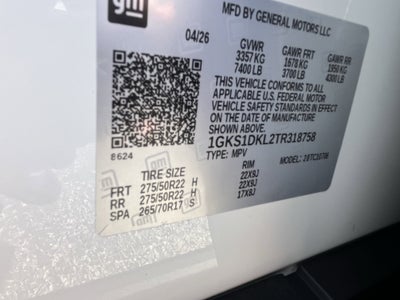 gm
MFD BY GENERAL MOTORS LLC
04/26
GVWR GAWR FRT GAWR RR
3357 KG 1678 KG 1950 KG
7400 LB 3700 LB 4300 LB
THIS VEHICLE CONFORMS TO ALL
APPLICABLE U.S. FEDERAL MOTOR
VEHICLE SAFETY STANDARDS IN EFFECT
ON THE DATE OF MANUFACTURE
1GKS1DKL2TR318758
TYPE: MPV
8624
TIRE SIZE RIM
FRT 275/50R22 H 22X9J
RR 275/50R22 H 22X9J
SPA 265/70R17 S 17X8J